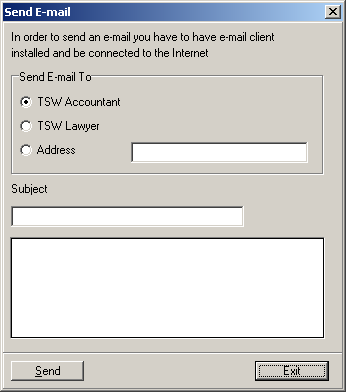 Send E-mail
In order to send an e-mail you have to have e-mail client
installed and be connected to the Internet
Send E-mail To
TSW Accountant
TSW Lawyer
Address
Subject
Send
Exit